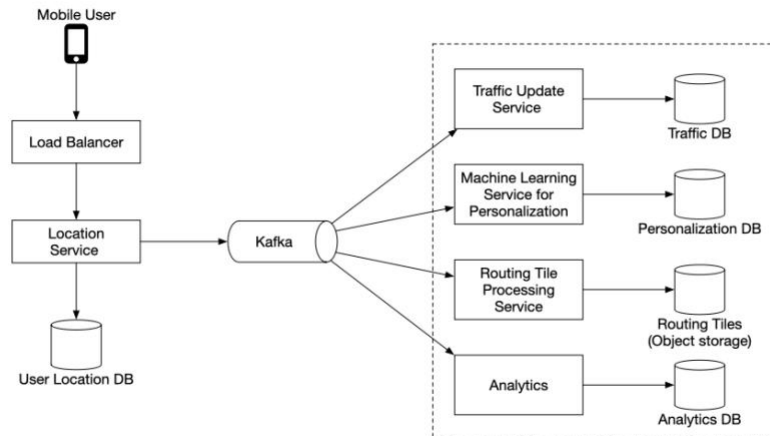 Mobile User
Load Balancer
Location
Service
User Location DB
Kafka
Traffic Update
Service
Traffic DB
Machine Learning
Service for
Personalization
Personalization DB
Routing Tile
Processing
Service
Routing Tiles
(Object storage)
Analytics
Analytics DB